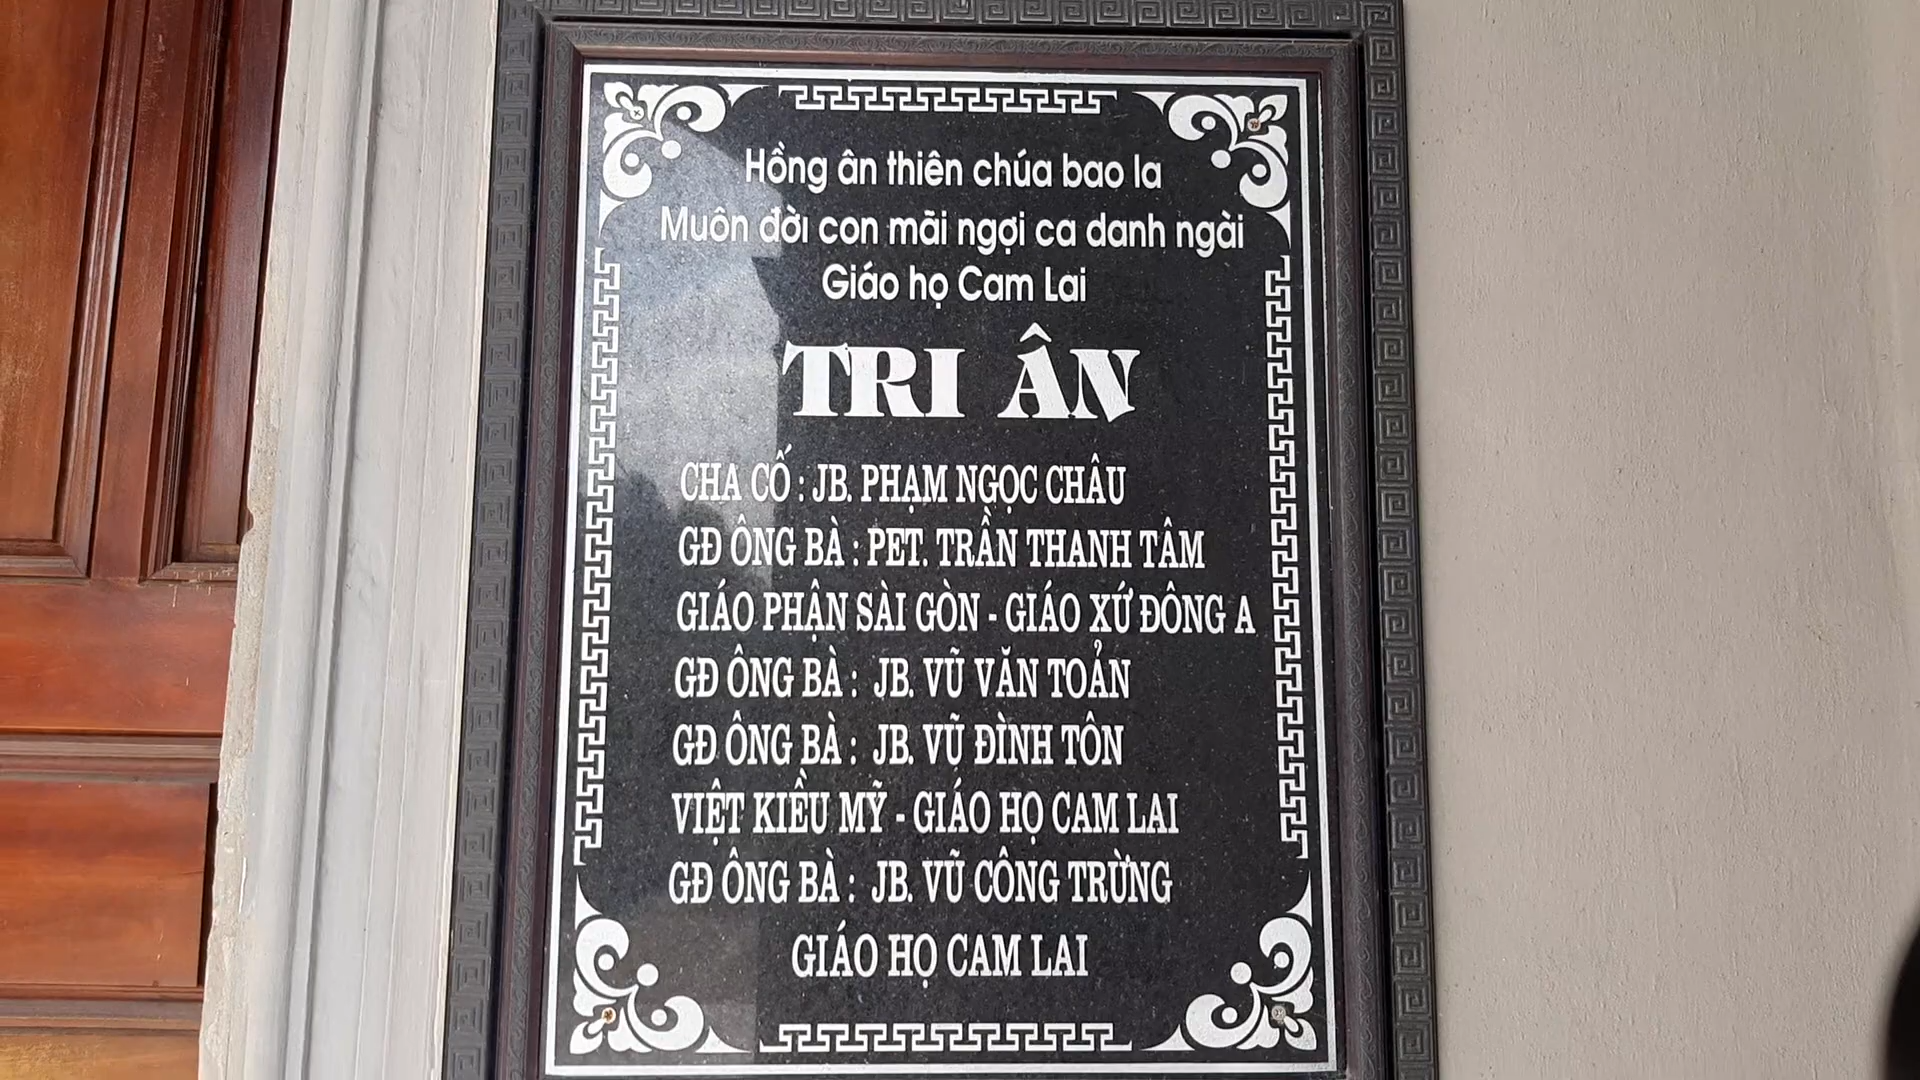 Hồng ân thiên chúa bao la
Muôn đời con mãi ngợi ca danh ngài
Giáo họ Cam Lai
TRI ÂN
CHA CỐ : JB. PHẠM NGỌC CHÂU
GĐ ÔNG BÀ : PET. TRẦN THANH TÂM
GIÁO PHẬN SÀI GÒN - GIÁO XỨ ĐÔNG A
GĐ ÔNG BÀ : JB. VŨ VĂN TOẢN
GĐ ÔNG BÀ : JB. VŨ ĐÌNH TÔN
VIỆT KIỀU MỸ - GIÁO HỌ CAM LAI
GĐ ÔNG BÀ : JB. VŨ CÔNG TRỪNG
GIÁO HỌ CAM LAI